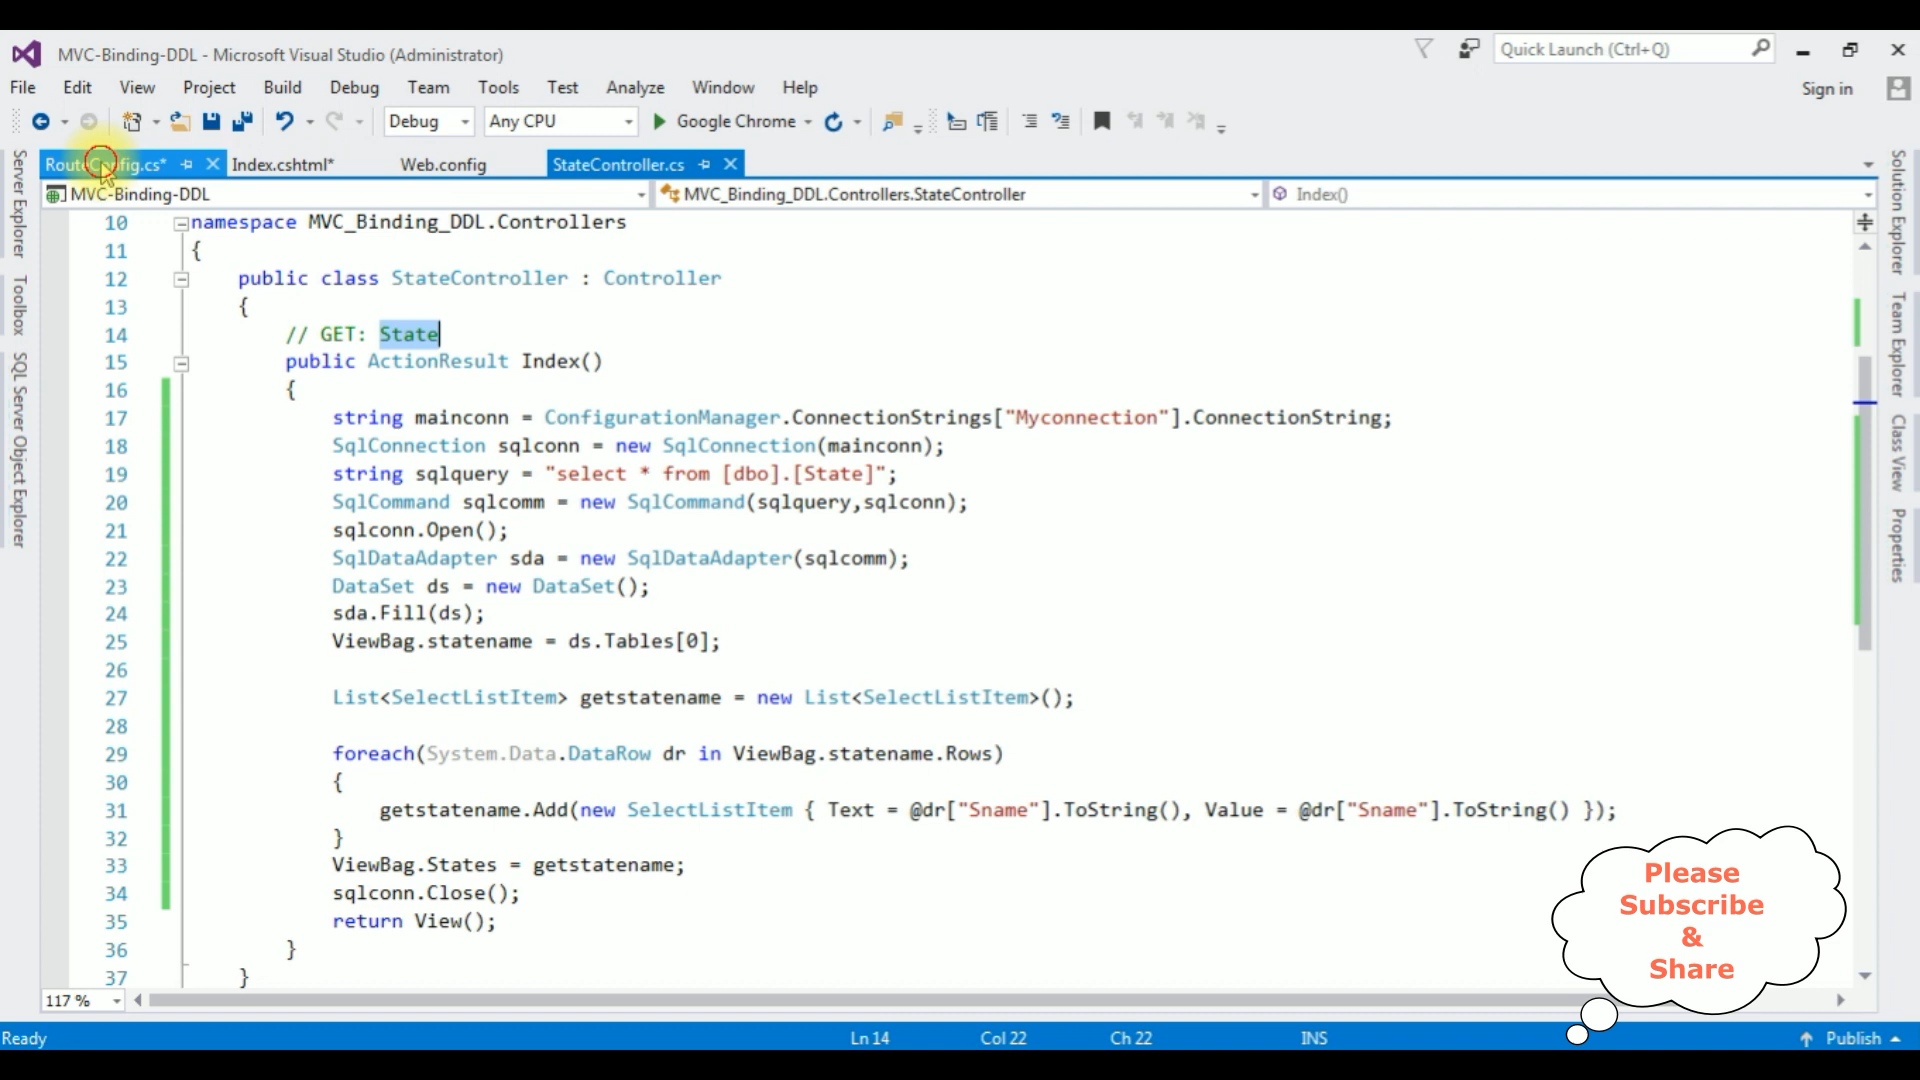 MVC-Binding-DDL - Microsoft Visual Studio (Administrator)
Quick Launch (Ctrl+Q)
File Edit View Project Build Debug Team Tools Test Analyze Window Help
Sign in
Debug Any CPU Google Chrome
RouteConfig.cs* Index.cshtml* Web.config StateController.cs
MVC-Binding-DDL MVC_Binding_DDL.Controllers.StateController Index()
Server Explorer
Toolbox
SQL Server Object Explorer
10 namespace MVC_Binding_DDL.Controllers
11 {
12 public class StateController : Controller
13 {
14 // GET: State
15 public ActionResult Index()
16 {
17 string mainconn = ConfigurationManager.ConnectionStrings["Myconnection"].ConnectionString;
18 SqlConnection sqlconn = new SqlConnection(mainconn);
19 string sqlquery = "select * from [dbo].[State]";
20 SqlCommand sqlcomm = new SqlCommand(sqlquery,sqlconn);
21 sqlconn.Open();
22 SqlDataAdapter sda = new SqlDataAdapter(sqlcomm);
23 DataSet ds = new DataSet();
24 sda.Fill(ds);
25 ViewBag.statename = ds.Tables[0];
26
27 List<SelectListItem> getstatename = new List<SelectListItem>();
28
29 foreach(System.Data.DataRow dr in ViewBag.statename.Rows)
30 {
31 getstatename.Add(new SelectListItem { Text = @dr["Sname"].ToString(), Value = @dr["Sname"].ToString() });
32 }
33 ViewBag.States = getstatename;
34 sqlconn.Close();
35 return View();
36 }
37 }
Solution Explorer
Team Explorer
Class View
Properties
Please
Subscribe
&
Share
117 %
Ready Ln 14 Col 22 Ch 22 INS Publish